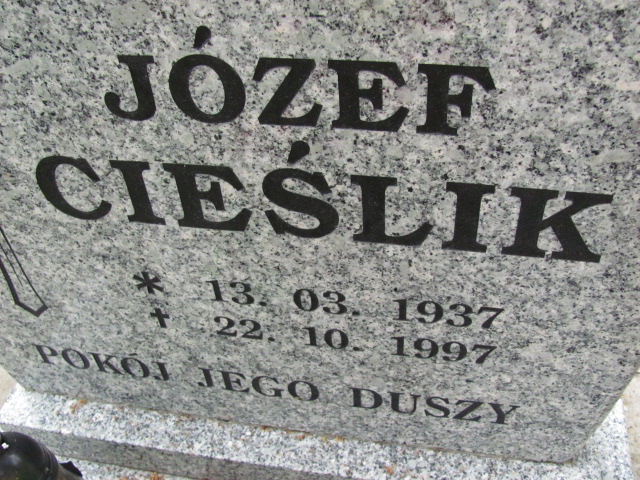 JÓZEF
CIEŚLIK
* 13. 03. 1937
✝ 22. 10. 1997
POKÓJ JEGO DUSZY